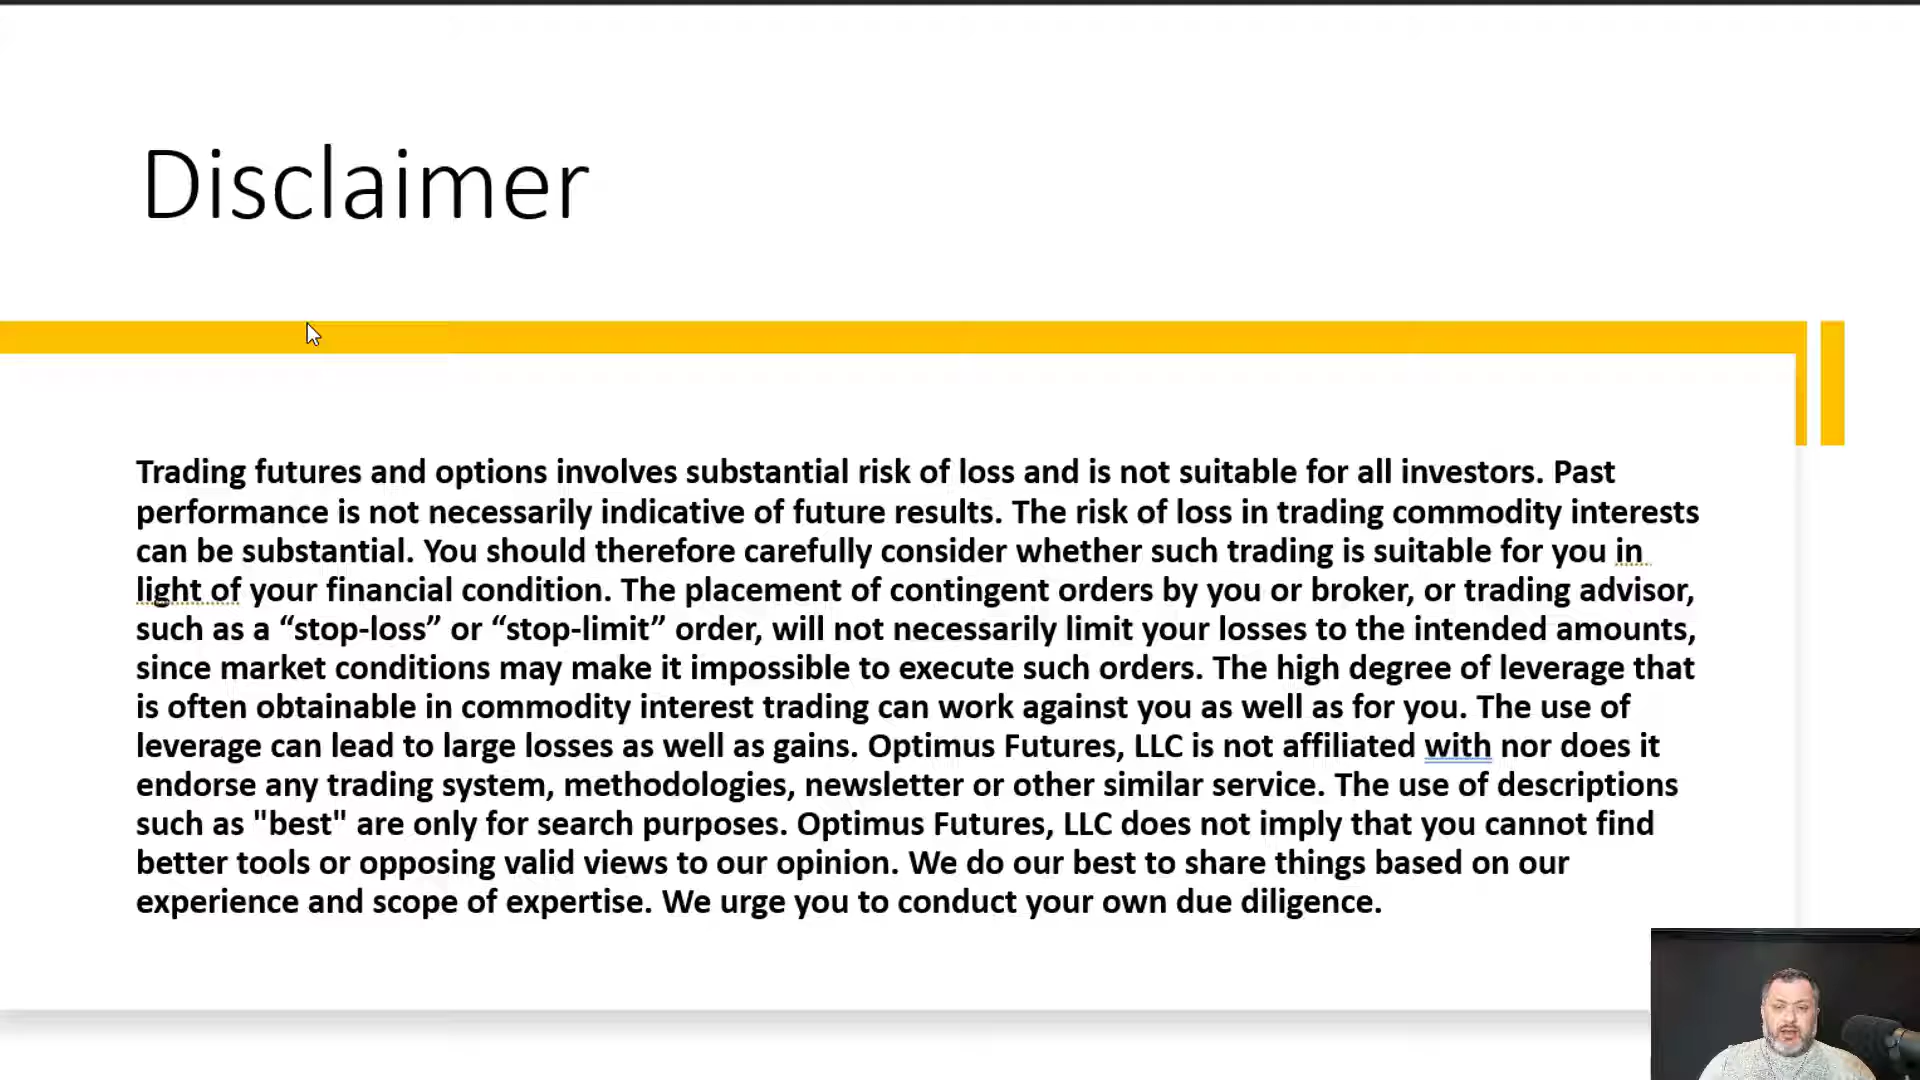 Disclaimer
Trading futures and options involves substantial risk of loss and is not suitable for all investors. Past
performance is not necessarily indicative of future results. The risk of loss in trading commodity interests
can be substantial. You should therefore carefully consider whether such trading is suitable for you in
light of your financial condition. The placement of contingent orders by you or broker, or trading advisor,
such as a “stop-loss” or “stop-limit” order, will not necessarily limit your losses to the intended amounts,
since market conditions may make it impossible to execute such orders. The high degree of leverage that
is often obtainable in commodity interest trading can work against you as well as for you. The use of
leverage can lead to large losses as well as gains. Optimus Futures, LLC is not affiliated with nor does it
endorse any trading system, methodologies, newsletter or other similar service. The use of descriptions
such as "best" are only for search purposes. Optimus Futures, LLC does not imply that you cannot find
better tools or opposing valid views to our opinion. We do our best to share things based on our
experience and scope of expertise. We urge you to conduct your own due diligence.